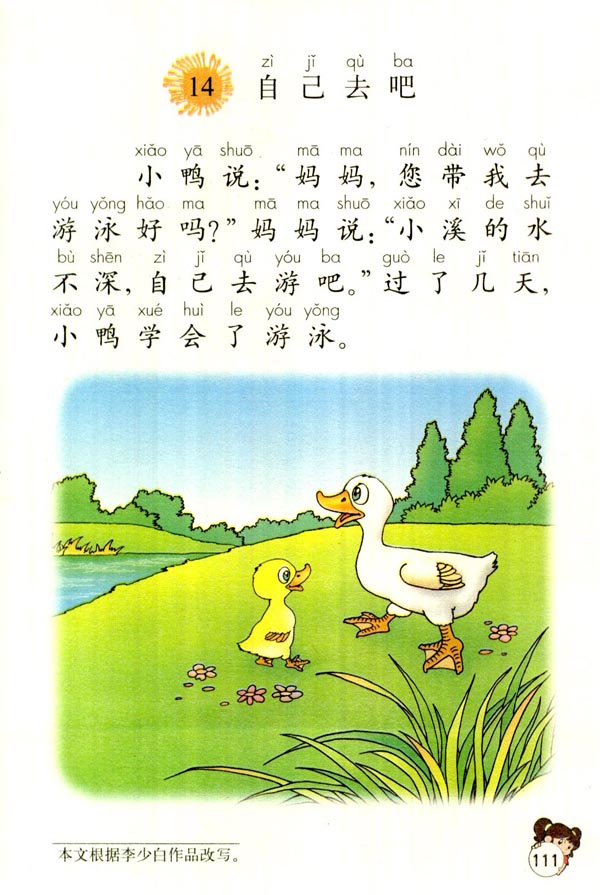 zì jǐ qù ba
14 自己去吧
xiǎo yā shuō mā ma nín dài wǒ qù
小鸭说：“妈妈，您带我去
yóu yǒng hǎo ma mā ma shuō xiǎo xī de shuǐ
游泳好吗？”妈妈说：“小溪的水
bù shēn zì jǐ qù yóu ba guò le jǐ tiān
不深，自己去游吧。”过了几天，
xiǎo yā xué huì le yóu yǒng
小鸭学会了游泳。
本文根据李少白作品改写。
111